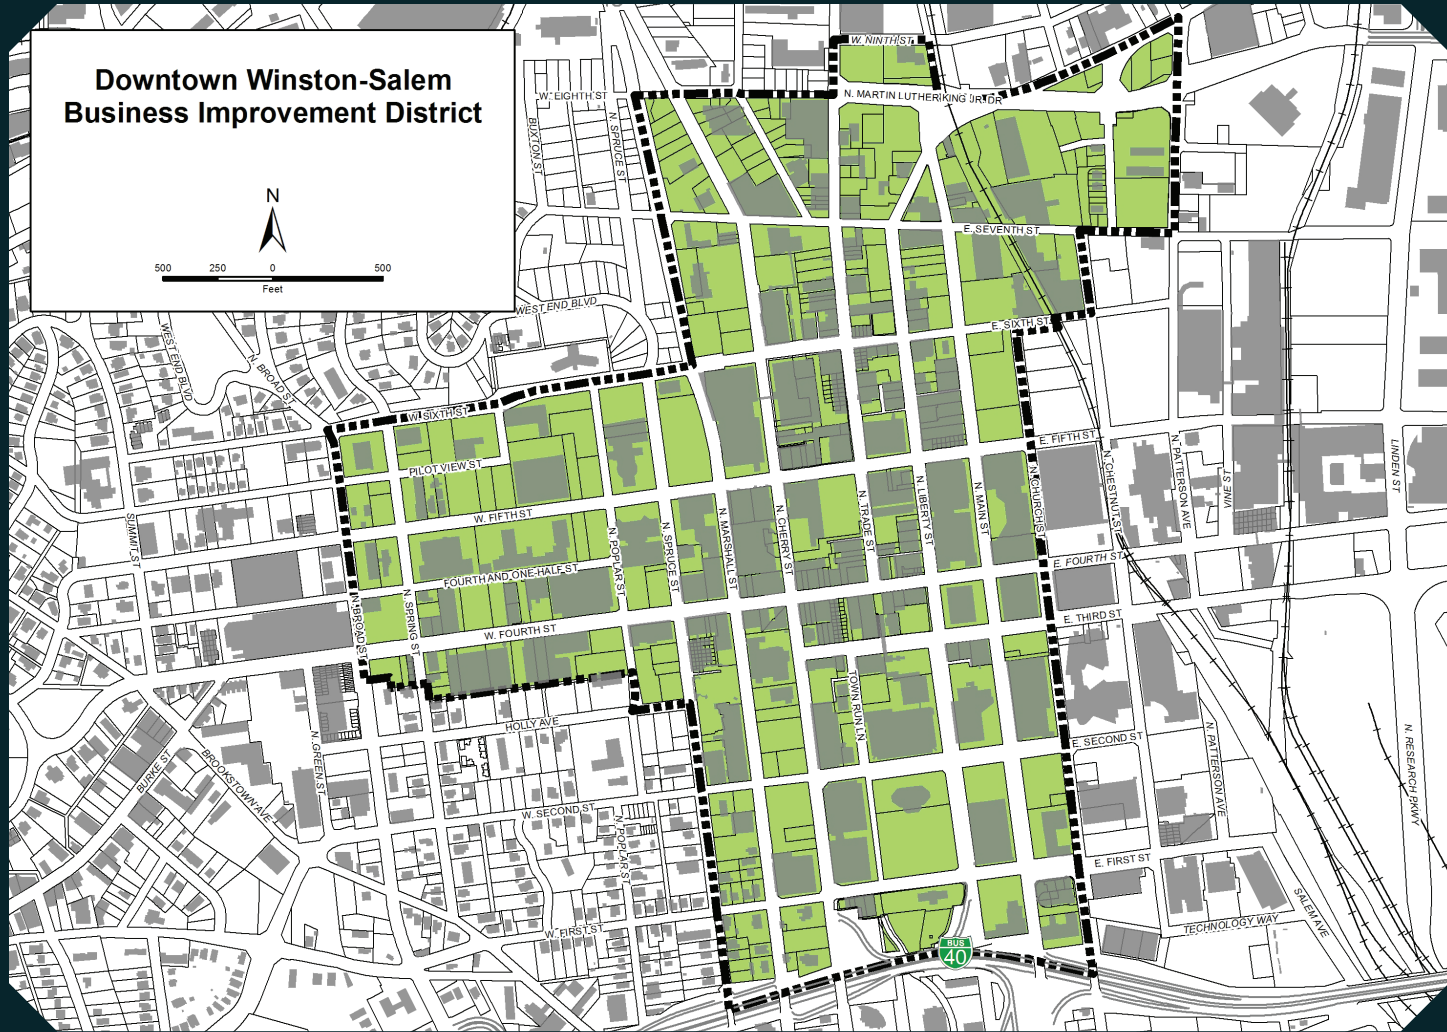 Downtown Winston-Salem
Business Improvement District
N
500 250 0 500
Feet
W. NINTH ST
W. EIGHTH ST
N. MARTIN LUTHER KING JR. DR
BUXTON ST
N. SPRUCE ST
E. SEVENTH ST
WEST END BLVD
E. SIXTH ST
WEST END BLVD
N. BROAD ST
W. SIXTH ST
PILOT VIEW ST
E. FIFTH ST
W. FIFTH ST
SUMMIT ST
N. POPLAR ST
N. SPRUCE ST
N. MARSHALL ST
N. CHERRY ST
N. TRADE ST
N. LIBERTY ST
N. MAIN ST
N. CHURCH ST
N. CHESTNUT ST
N. PATTERSON AVE
VINE ST
LINDEN ST
E. FOURTH ST
FOURTH AND ONE-HALF ST
N. BROAD ST
N. SPRING ST
W. FOURTH ST
E. THIRD ST
TOWN RUN LN
HOLLY AVE
E. SECOND ST
N. GREEN ST
BURKE ST
BROOKSTOWN AVE
N. PATTERSON AVE
N. RESEARCH PKWY
W. SECOND ST
N. POPLAR ST
E. FIRST ST
W. FIRST ST
SALEM AVE
TECHNOLOGY WAY
BUS
40